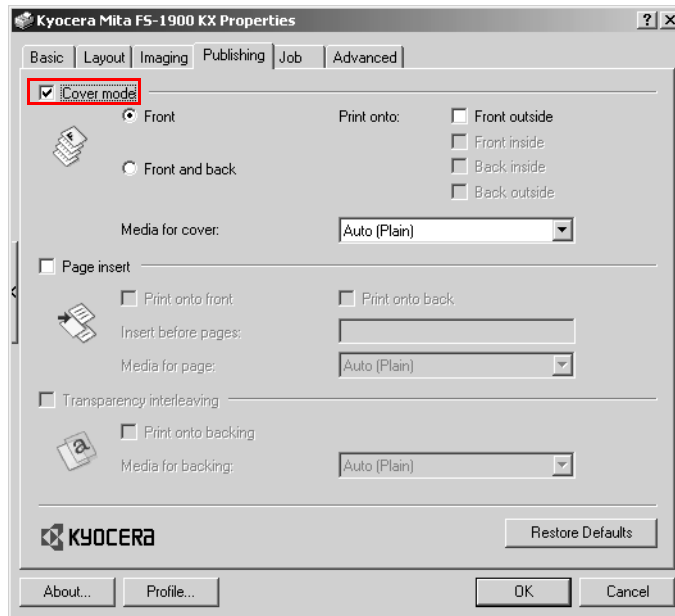 Kyocera Mita FS-1900 KX Properties
Basic Layout Imaging Publishing Job Advanced
Cover mode
Front Print onto: Front outside
Front inside
Front and back Back inside
Back outside
Media for cover: Auto (Plain)
Page insert
Print onto front Print onto back
Insert before pages:
Media for page: Auto (Plain)
Transparency interleaving
Print onto backing
Media for backing: Auto (Plain)
KYOCERA Restore Defaults
About... Profile... OK Cancel